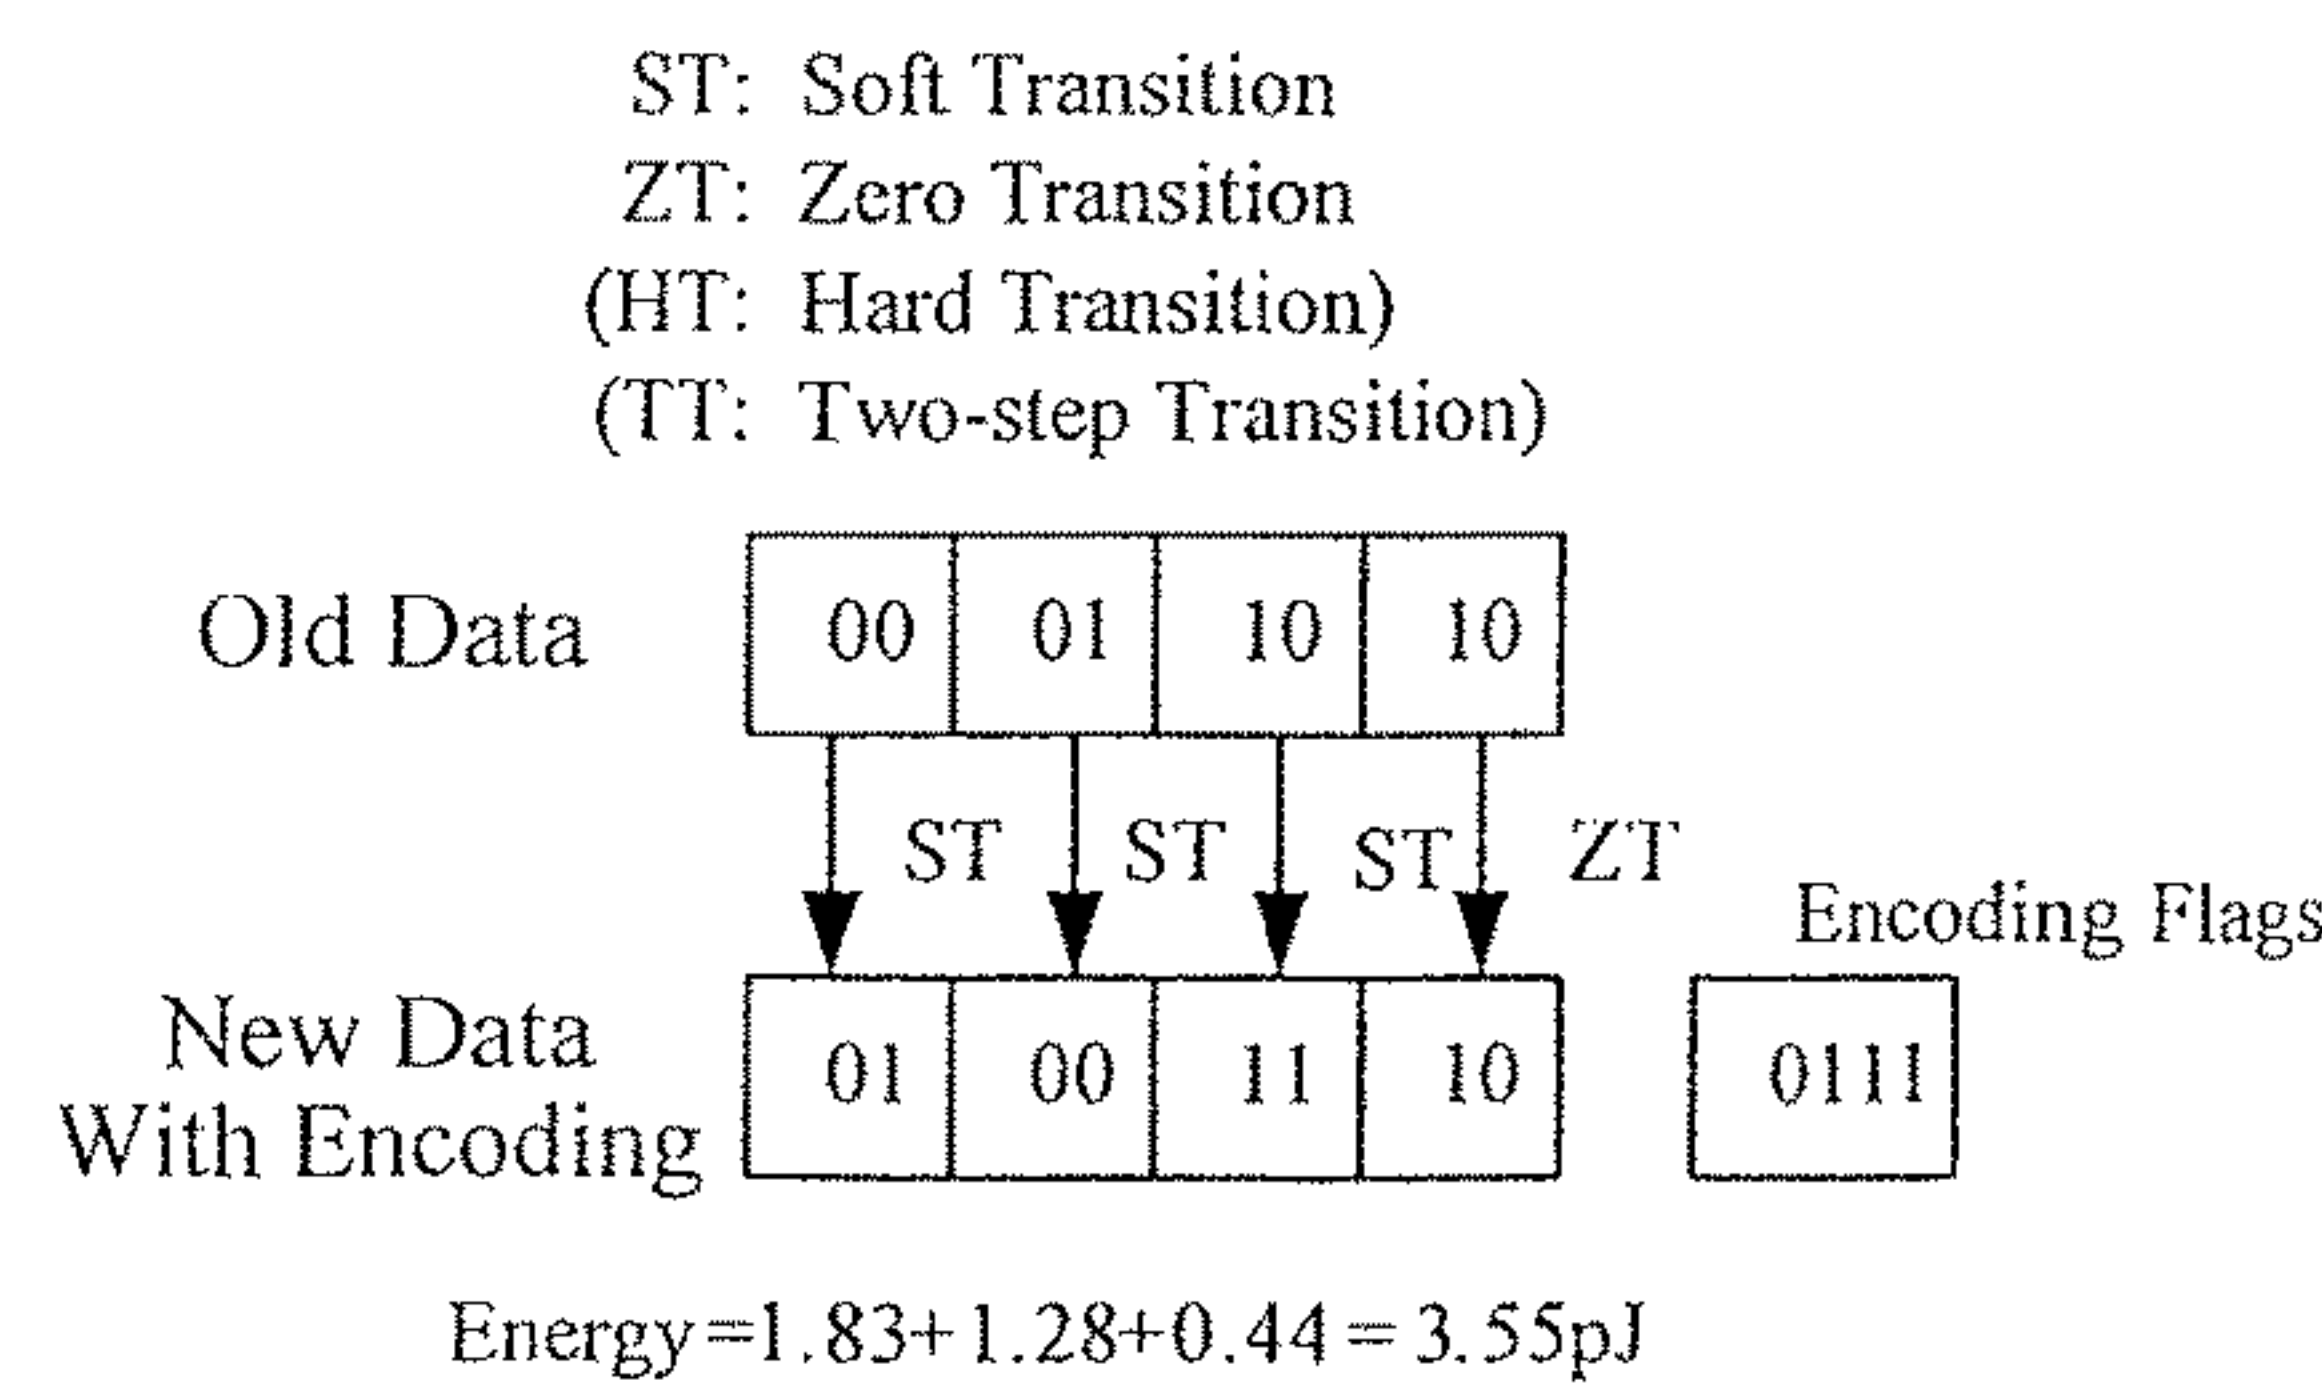 ST: Soft Transition
ZT: Zero Transition
(HT: Hard Transition)
(TT: Two-step Transition)
Old Data 00 01 10 10
ST ST ST ZT
Encoding Flags
New Data
With Encoding
01 00 11 10 0111
Energy=1.83+1.28+0.44=3.55pJ